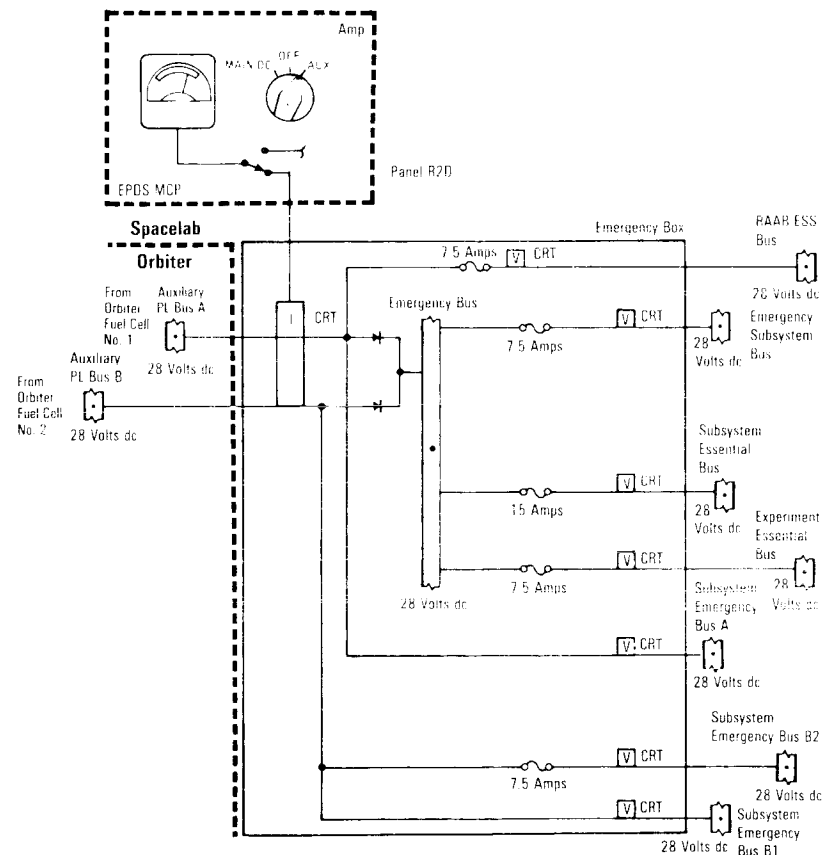 Amp
OFF
MAIN DC
AUX
EPDS MCP
Panel R2D
Spacelab
Orbiter
Emergency Box
From
Orbiter
Fuel Cell
No. 1
Auxiliary
PL Bus A
28 Volts dc
From
Orbiter
Fuel Cell
No. 2
Auxiliary
PL Bus B
28 Volts dc
I
CRT
7.5 Amps
V
CRT
RAAB ESS
Bus
28 Volts dc
Emergency Bus
28 Volts dc
7.5 Amps
V
CRT
28
Volts dc
Emergency
Subsystem
Bus
15 Amps
V
CRT
Subsystem
Essential
Bus
28
Volts dc
7.5 Amps
V
CRT
Experiment
Essential
Bus
28
Volts dc
V
CRT
Subsystem
Emergency
Bus A
28 Volts dc
7.5 Amps
V
CRT
Subsystem
Emergency Bus B2
28 Volts dc
V
CRT
28 Volts dc
Subsystem
Emergency
Bus B1